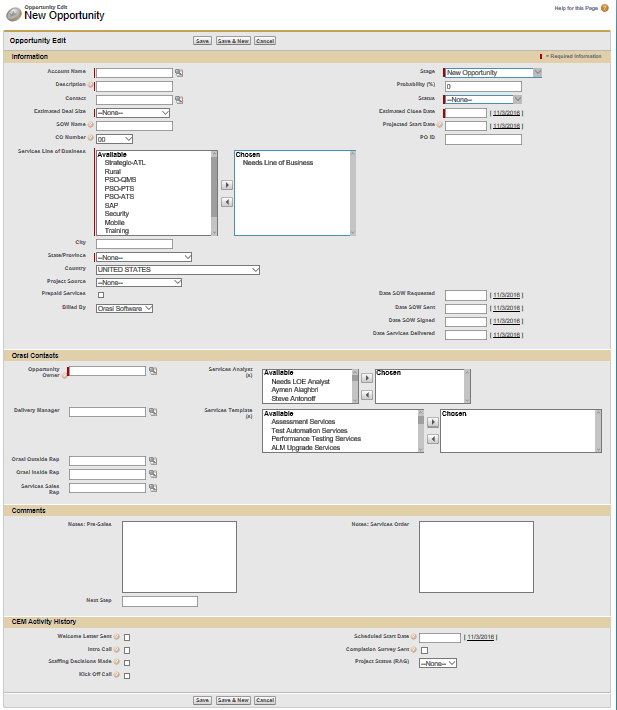 Opportunity Edit
New Opportunity
Help for this Page
Opportunity Edit
Save
Save & New
Cancel
Information
= Required Information
Account Name
Stage
New Opportunity
Description
Probability (%)
0
Contact
Status
--None--
Estimated Deal Size
--None--
Estimated Close Date
[ 11/3/2016 ]
SOW Name
Projected Start Date
[ 11/3/2016 ]
CO Number
00
PO ID
Services Line of Business
Available
Strategic-ATL
Rural
PSO-QMS
PSO-PTS
PSO-ATS
SAP
Security
Mobile
Training
Chosen
Needs Line of Business
City
State/Province
--None--
Country
UNITED STATES
Project Source
--None--
Prepaid Services
Date SOW Requested
[ 11/3/2016 ]
Billed By
Orasi Software
Date SOW Sent
[ 11/3/2016 ]
Date SOW Signed
[ 11/3/2016 ]
Date Services Delivered
[ 11/3/2016 ]
Orasi Contacts
Opportunity
Owner
Services Analyst
(s)
Available
Needs LOE Analyst
Aymen Alaghbri
Steve Antonoff
Chosen
Delivery Manager
Services Template
(s)
Available
Assessment Services
Test Automation Services
Performance Testing Services
ALM Upgrade Services
Chosen
Orasi Outside Rep
Orasi Inside Rep
Services Sales
Rep
Comments
Notes: Pre-Sales
Notes: Services Order
Next Step
CEM Activity History
Welcome Letter Sent
Scheduled Start Date
[ 11/3/2016 ]
Intro Call
Completion Survey Sent
Staffing Decisions Made
Project Status (RAG)
--None--
Kick Off Call
Save
Save & New
Cancel